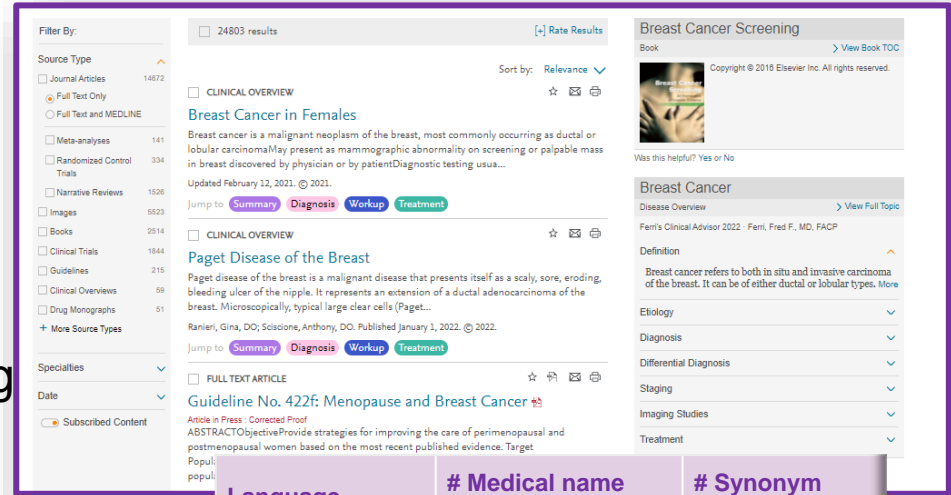 Filter By:
Source Type
Journal Articles 14672
Full Text Only
Full Text and MEDLINE
Meta-analyses 141
Randomized Control 334
Trials
Narrative Reviews 1526
Images 5523
Books 2514
Clinical Trials 1844
Guidelines 215
Clinical Overviews 59
Drug Monographs 51
+ More Source Types
Specialties
Date
Subscribed Content
24803 results [+] Rate Results
Sort by: Relevance
CLINICAL OVERVIEW
Breast Cancer in Females
Breast cancer is a malignant neoplasm of the breast, most commonly occurring as ductal or
lobular carcinomaMay present as mammographic abnormality on screening or palpable mass
in breast discovered by physician or by patientDiagnostic testing usua...
Updated February 12, 2021. © 2021.
Jump to Summary Diagnosis Workup Treatment
CLINICAL OVERVIEW
Paget Disease of the Breast
Paget disease of the breast is a malignant disease that presents itself as a scaly, sore, eroding,
bleeding ulcer of the nipple. It represents an extension of a ductal adenocarcinoma of the
breast. Microscopically, typical large clear cells (Paget...
Ranieri, Gina, DO; Sciscione, Anthony, DO. Published January 1, 2022. © 2022.
Jump to Summary Diagnosis Workup Treatment
FULL TEXT ARTICLE
Guideline No. 422f: Menopause and Breast Cancer
Article in Press : Corrected Proof
ABSTRACTObjectiveProvide strategies for improving the care of perimenopausal and
postmenopausal women based on the most recent published evidence. Target
Breast Cancer Screening
Book View Book TOC
Breast Cancer
Screening
Copyright © 2016 Elsevier Inc. All rights reserved.
Was this helpful? Yes or No
Breast Cancer
Disease Overview View Full Topic
Ferri's Clinical Advisor 2022 · Ferri, Fred F., MD, FACP
Definition
Breast cancer refers to both in situ and invasive carcinoma
of the breast. It can be of either ductal or lobular types. More
Etiology
Diagnosis
Differential Diagnosis
Staging
Imaging Studies
Treatment
g
Language # Medical name # Synonym